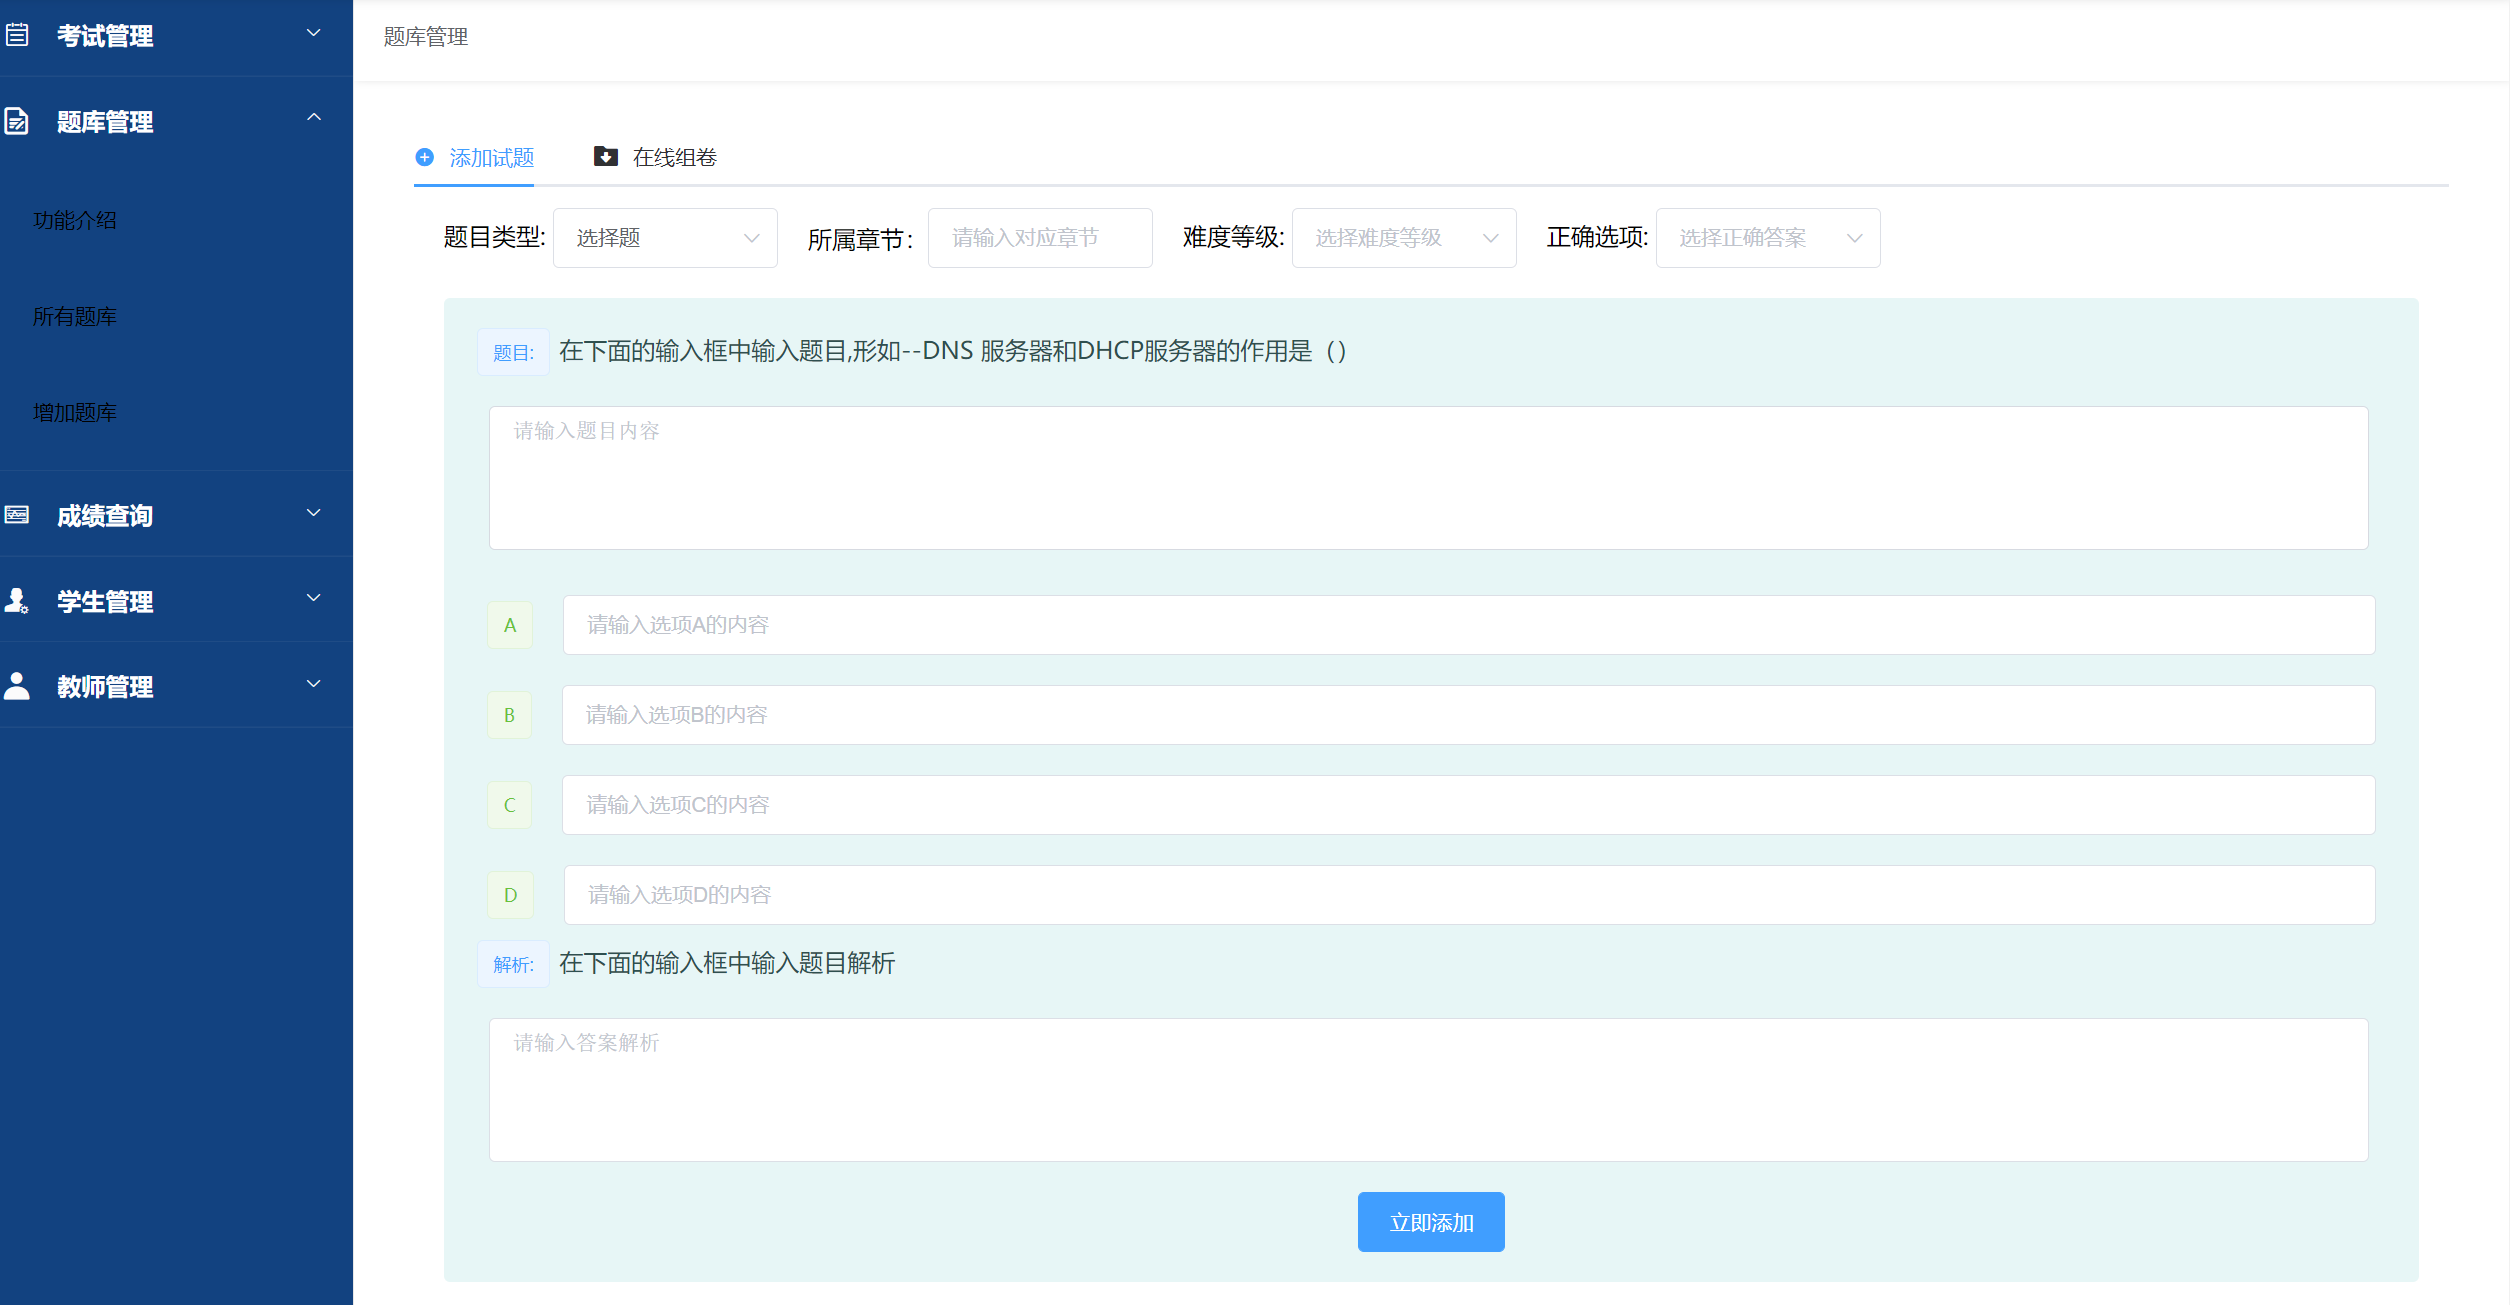 考试管理
题库管理
功能介绍
所有题库
增加题库
成绩查询
学生管理
教师管理
题库管理
添加试题 在线组卷
题目类型: 选择题 所属章节： 请输入对应章节 难度等级: 选择难度等级 正确选项: 选择正确答案
题目: 在下面的输入框中输入题目,形如--DNS 服务器和DHCP服务器的作用是（）
请输入题目内容
A 请输入选项A的内容
B 请输入选项B的内容
C 请输入选项C的内容
D 请输入选项D的内容
解析: 在下面的输入框中输入题目解析
请输入答案解析
立即添加